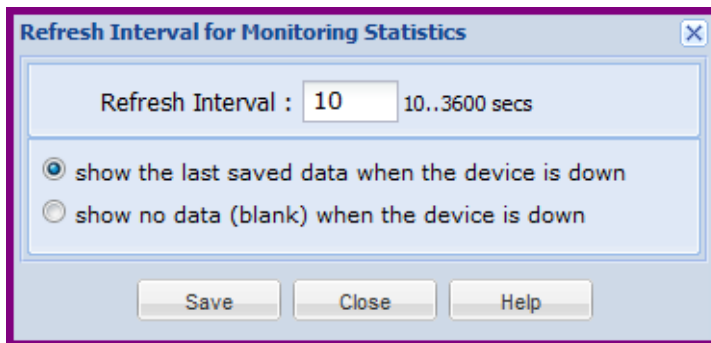 Refresh Interval for Monitoring Statistics
Refresh Interval : 10 10..3600 secs
show the last saved data when the device is down
show no data (blank) when the device is down
Save Close Help